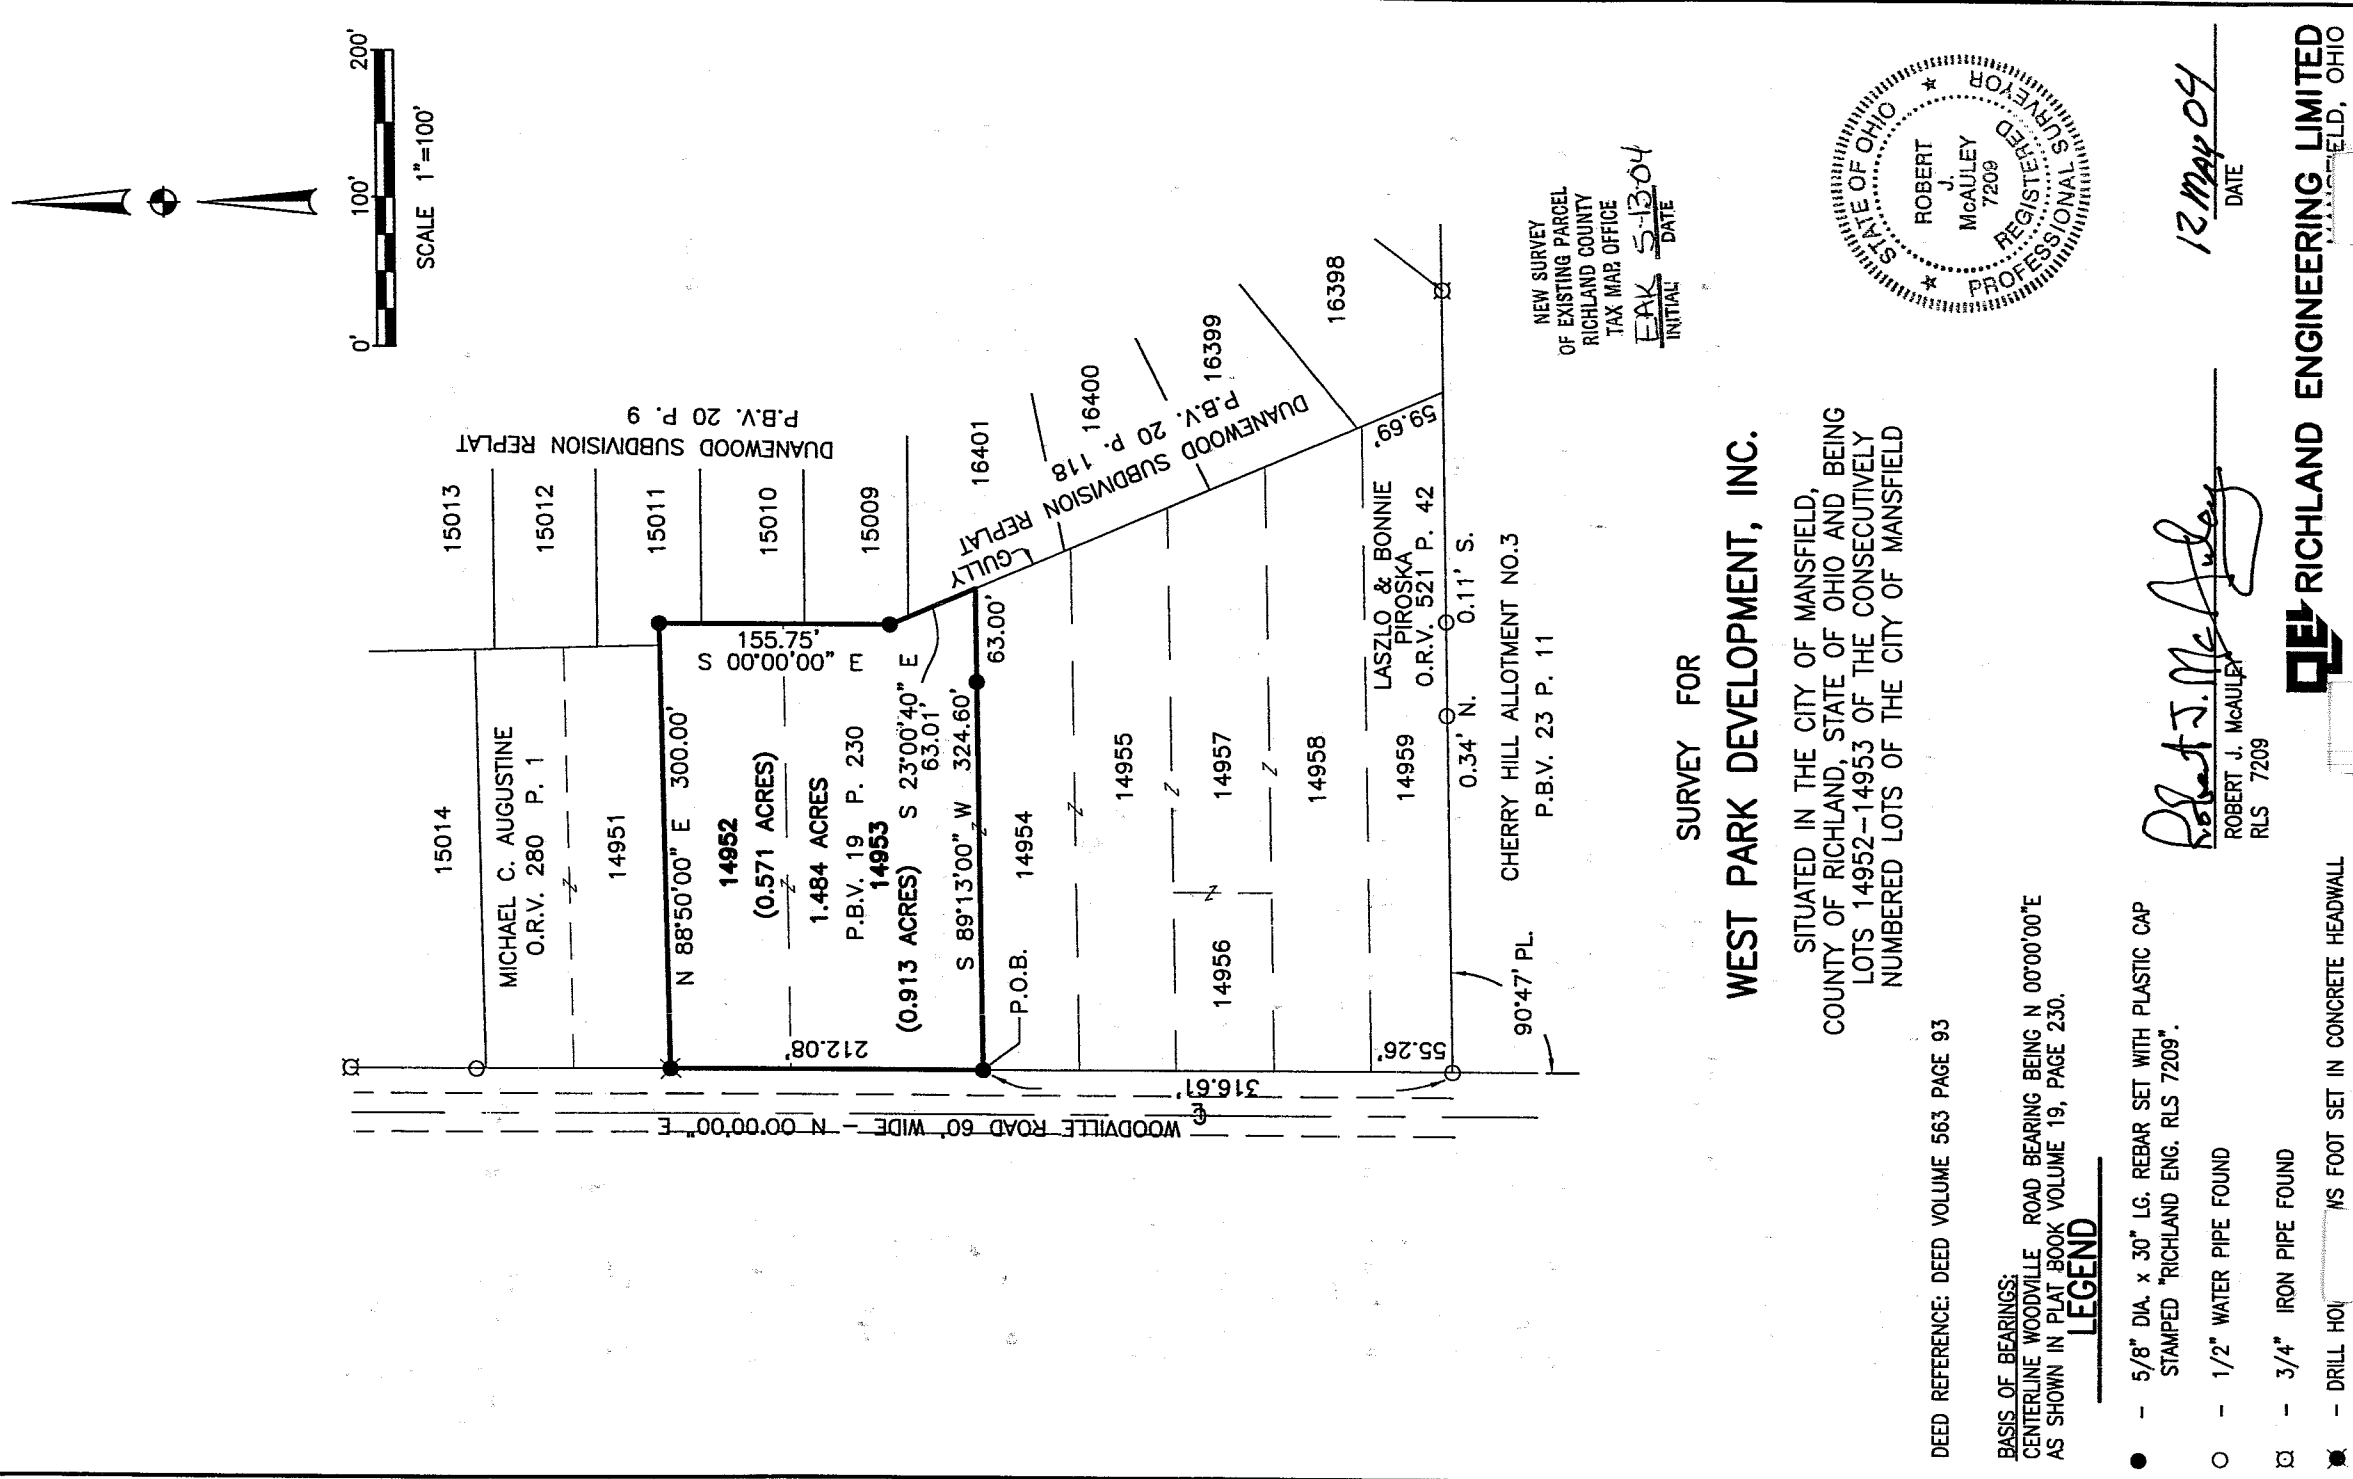 0' 100' 200'
SCALE 1"=100'
DUANEWOOD SUBDIVISION REPLAT
P.B.V. 20 P. 9
15013
15012
15011
15010
15009
16401
16400
16399
16398
DUANEWOOD SUBDIVISION
REPLAT P.B.V. 20 P. 118
GULLY
59.69'
15014
MICHAEL C. AUGUSTINE
O.R.V. 280 P. 1
14951
N 88°50'00" E 300.00'
S 00°00'00" E
155.75'
14952
(0.571 ACRES)
1.484 ACRES
P.B.V. 19 P. 230
14953
(0.913 ACRES)
S 23°00'40" E
63.01'
S 89°13'00" W 324.60'
63.00'
212.08'
P.O.B.
14954
14955
14956
14957
14958
14959
LASZLO & BONNIE
PIROSKA
O.R.V. 521 P. 42
0.34' N.
0.11' S.
55.26'
316.61'
WOODVILLE ROAD 60' WIDE - N 00°00'00" E
90°47' PL.
CHERRY HILL ALLOTMENT NO.3
P.B.V. 23 P. 11
NEW SURVEY
OF EXISTING PARCEL
RICHLAND COUNTY
TAX MAP OFFICE
EAK 5-13-04
INITIAL DATE
SURVEY FOR
WEST PARK DEVELOPMENT, INC.
SITUATED IN THE CITY OF MANSFIELD,
COUNTY OF RICHLAND, STATE OF OHIO AND BEING
LOTS 14952-14953 OF THE CONSECUTIVELY
NUMBERED LOTS OF THE CITY OF MANSFIELD
STATE OF OHIO
ROBERT
J.
McAULEY
7209
REGISTERED
PROFESSIONAL SURVEYOR
DEED REFERENCE: DEED VOLUME 563 PAGE 93
BASIS OF BEARINGS:
CENTERLINE WOODVILLE ROAD BEARING BEING N 00°00'00"E
AS SHOWN IN PLAT BOOK VOLUME 19, PAGE 230.
LEGEND
- 5/8" DIA. x 30" LG. REBAR SET WITH PLASTIC CAP
STAMPED "RICHLAND ENG. RLS 7209".
- 1/2" WATER PIPE FOUND
- 3/4" IRON PIPE FOUND
- DRILL HOL NS FOOT SET IN CONCRETE HEADWALL
Robert J. McAuley
ROBERT J. McAULEY
RLS 7209
12 MAY 04
DATE
REL RICHLAND ENGINEERING LIMITED
MANSFIELD, OHIO